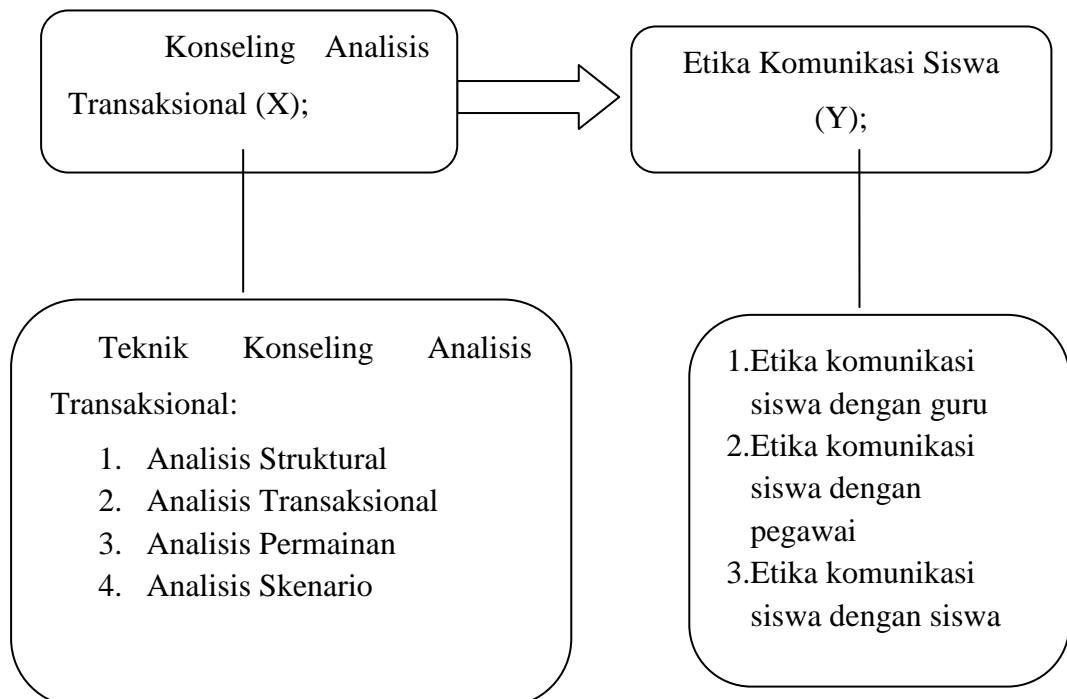 Konseling Analisis
Transaksional (X);
Etika Komunikasi Siswa
(Y);
Teknik Konseling Analisis
Transaksional:
1. Analisis Struktural
2. Analisis Transaksional
3. Analisis Permainan
4. Analisis Skenario
1.Etika komunikasi
siswa dengan guru
2.Etika komunikasi
siswa dengan
pegawai
3.Etika komunikasi
siswa dengan siswa